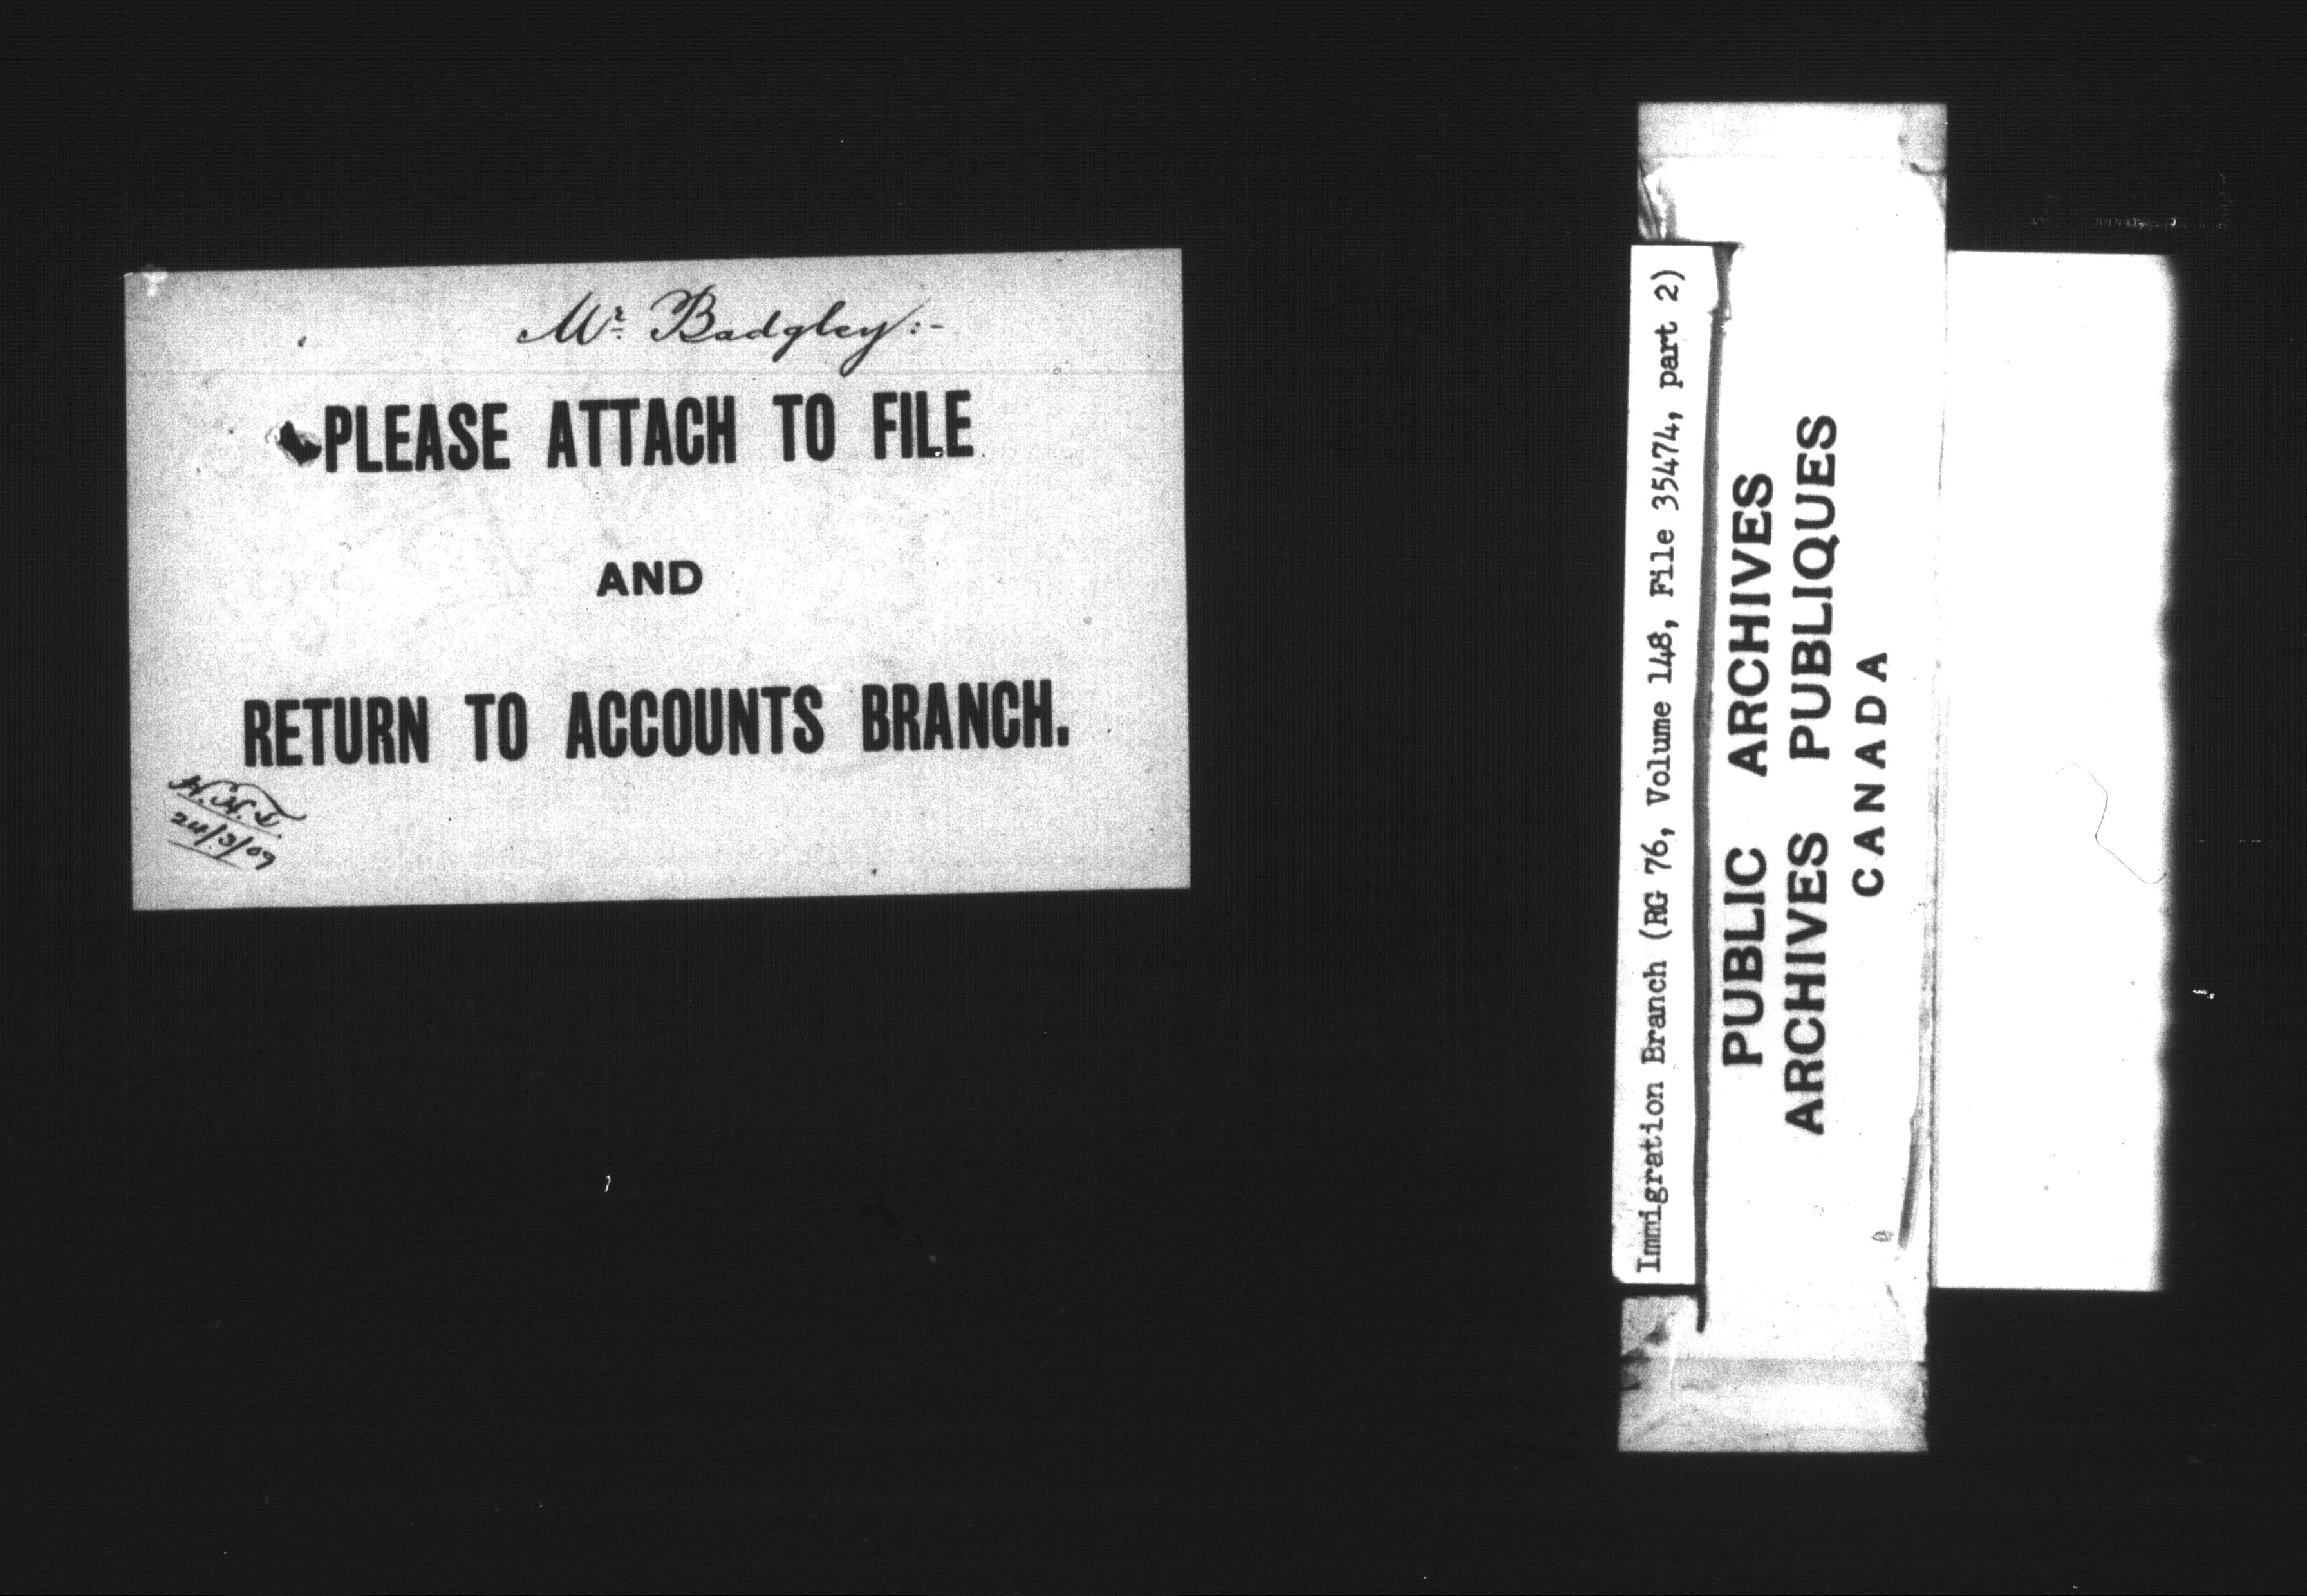 Mr. Badgley:-
PLEASE ATTACH TO FILE
AND
RETURN TO ACCOUNTS BRANCH.
24/3/09
Immigration Branch (RG 76, Volume 148, File 35474, part 2)
PUBLIC ARCHIVES
ARCHIVES PUBLIQUES
CANADA